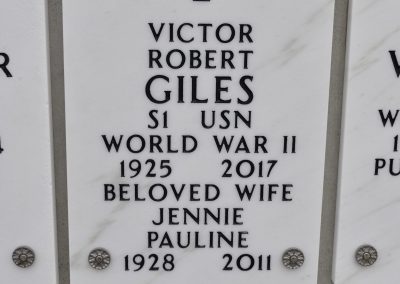 VICTOR
ROBERT
GILES
S1 USN
WORLD WAR II
1925 2017
BELOVED WIFE
JENNIE
PAULINE
1928 2011